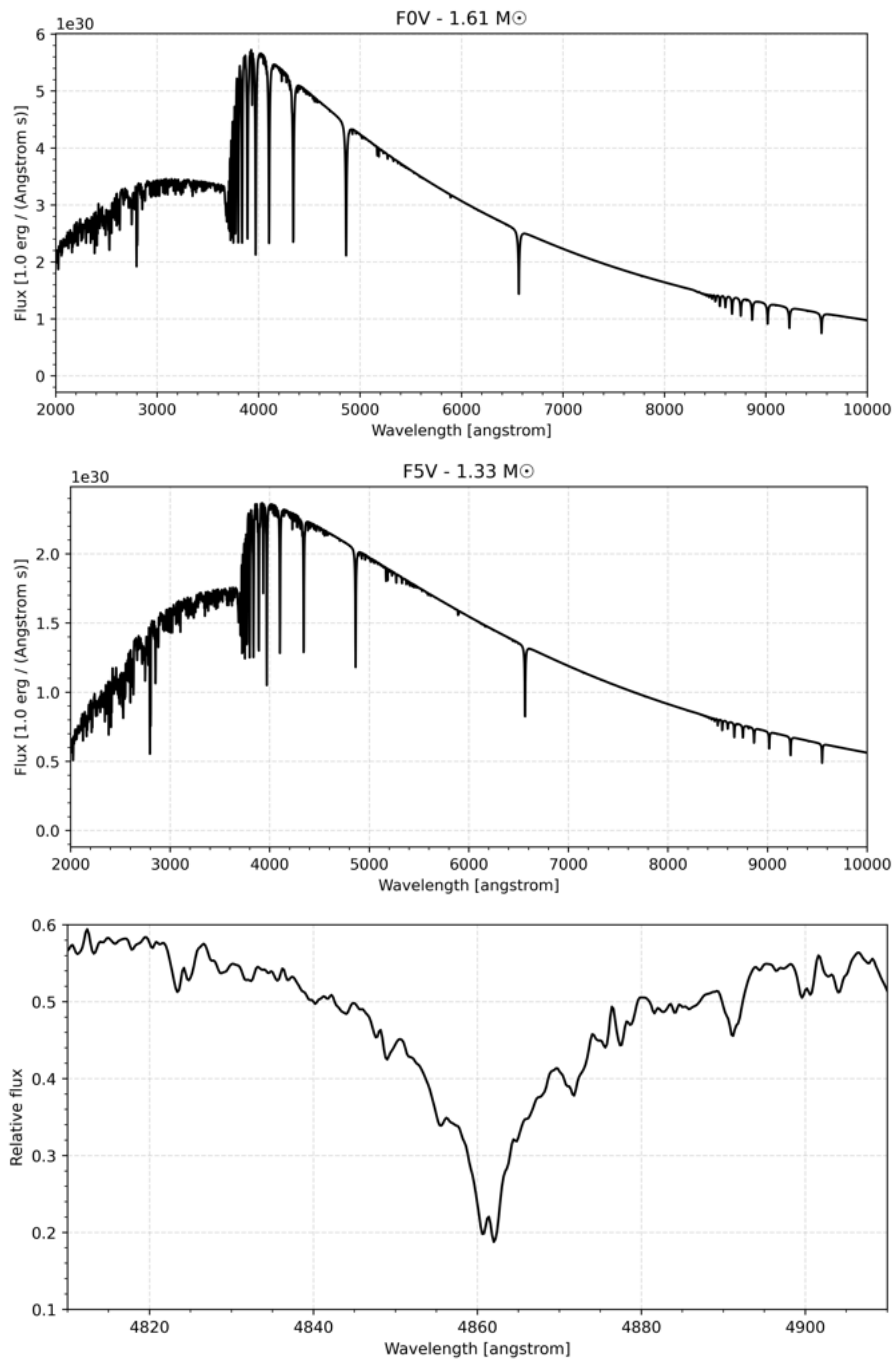 F0V - 1.61 M☉
1e30
Flux [1.0 erg / (Angstrom s)]
6
5
4
3
2
1
0
2000 3000 4000 5000 6000 7000 8000 9000 10000
Wavelength [angstrom]
F5V - 1.33 M☉
1e30
Flux [1.0 erg / (Angstrom s)]
2.0
1.5
1.0
0.5
0.0
2000 3000 4000 5000 6000 7000 8000 9000 10000
Wavelength [angstrom]
Relative flux
0.6
0.5
0.4
0.3
0.2
0.1
4820 4840 4860 4880 4900
Wavelength [angstrom]